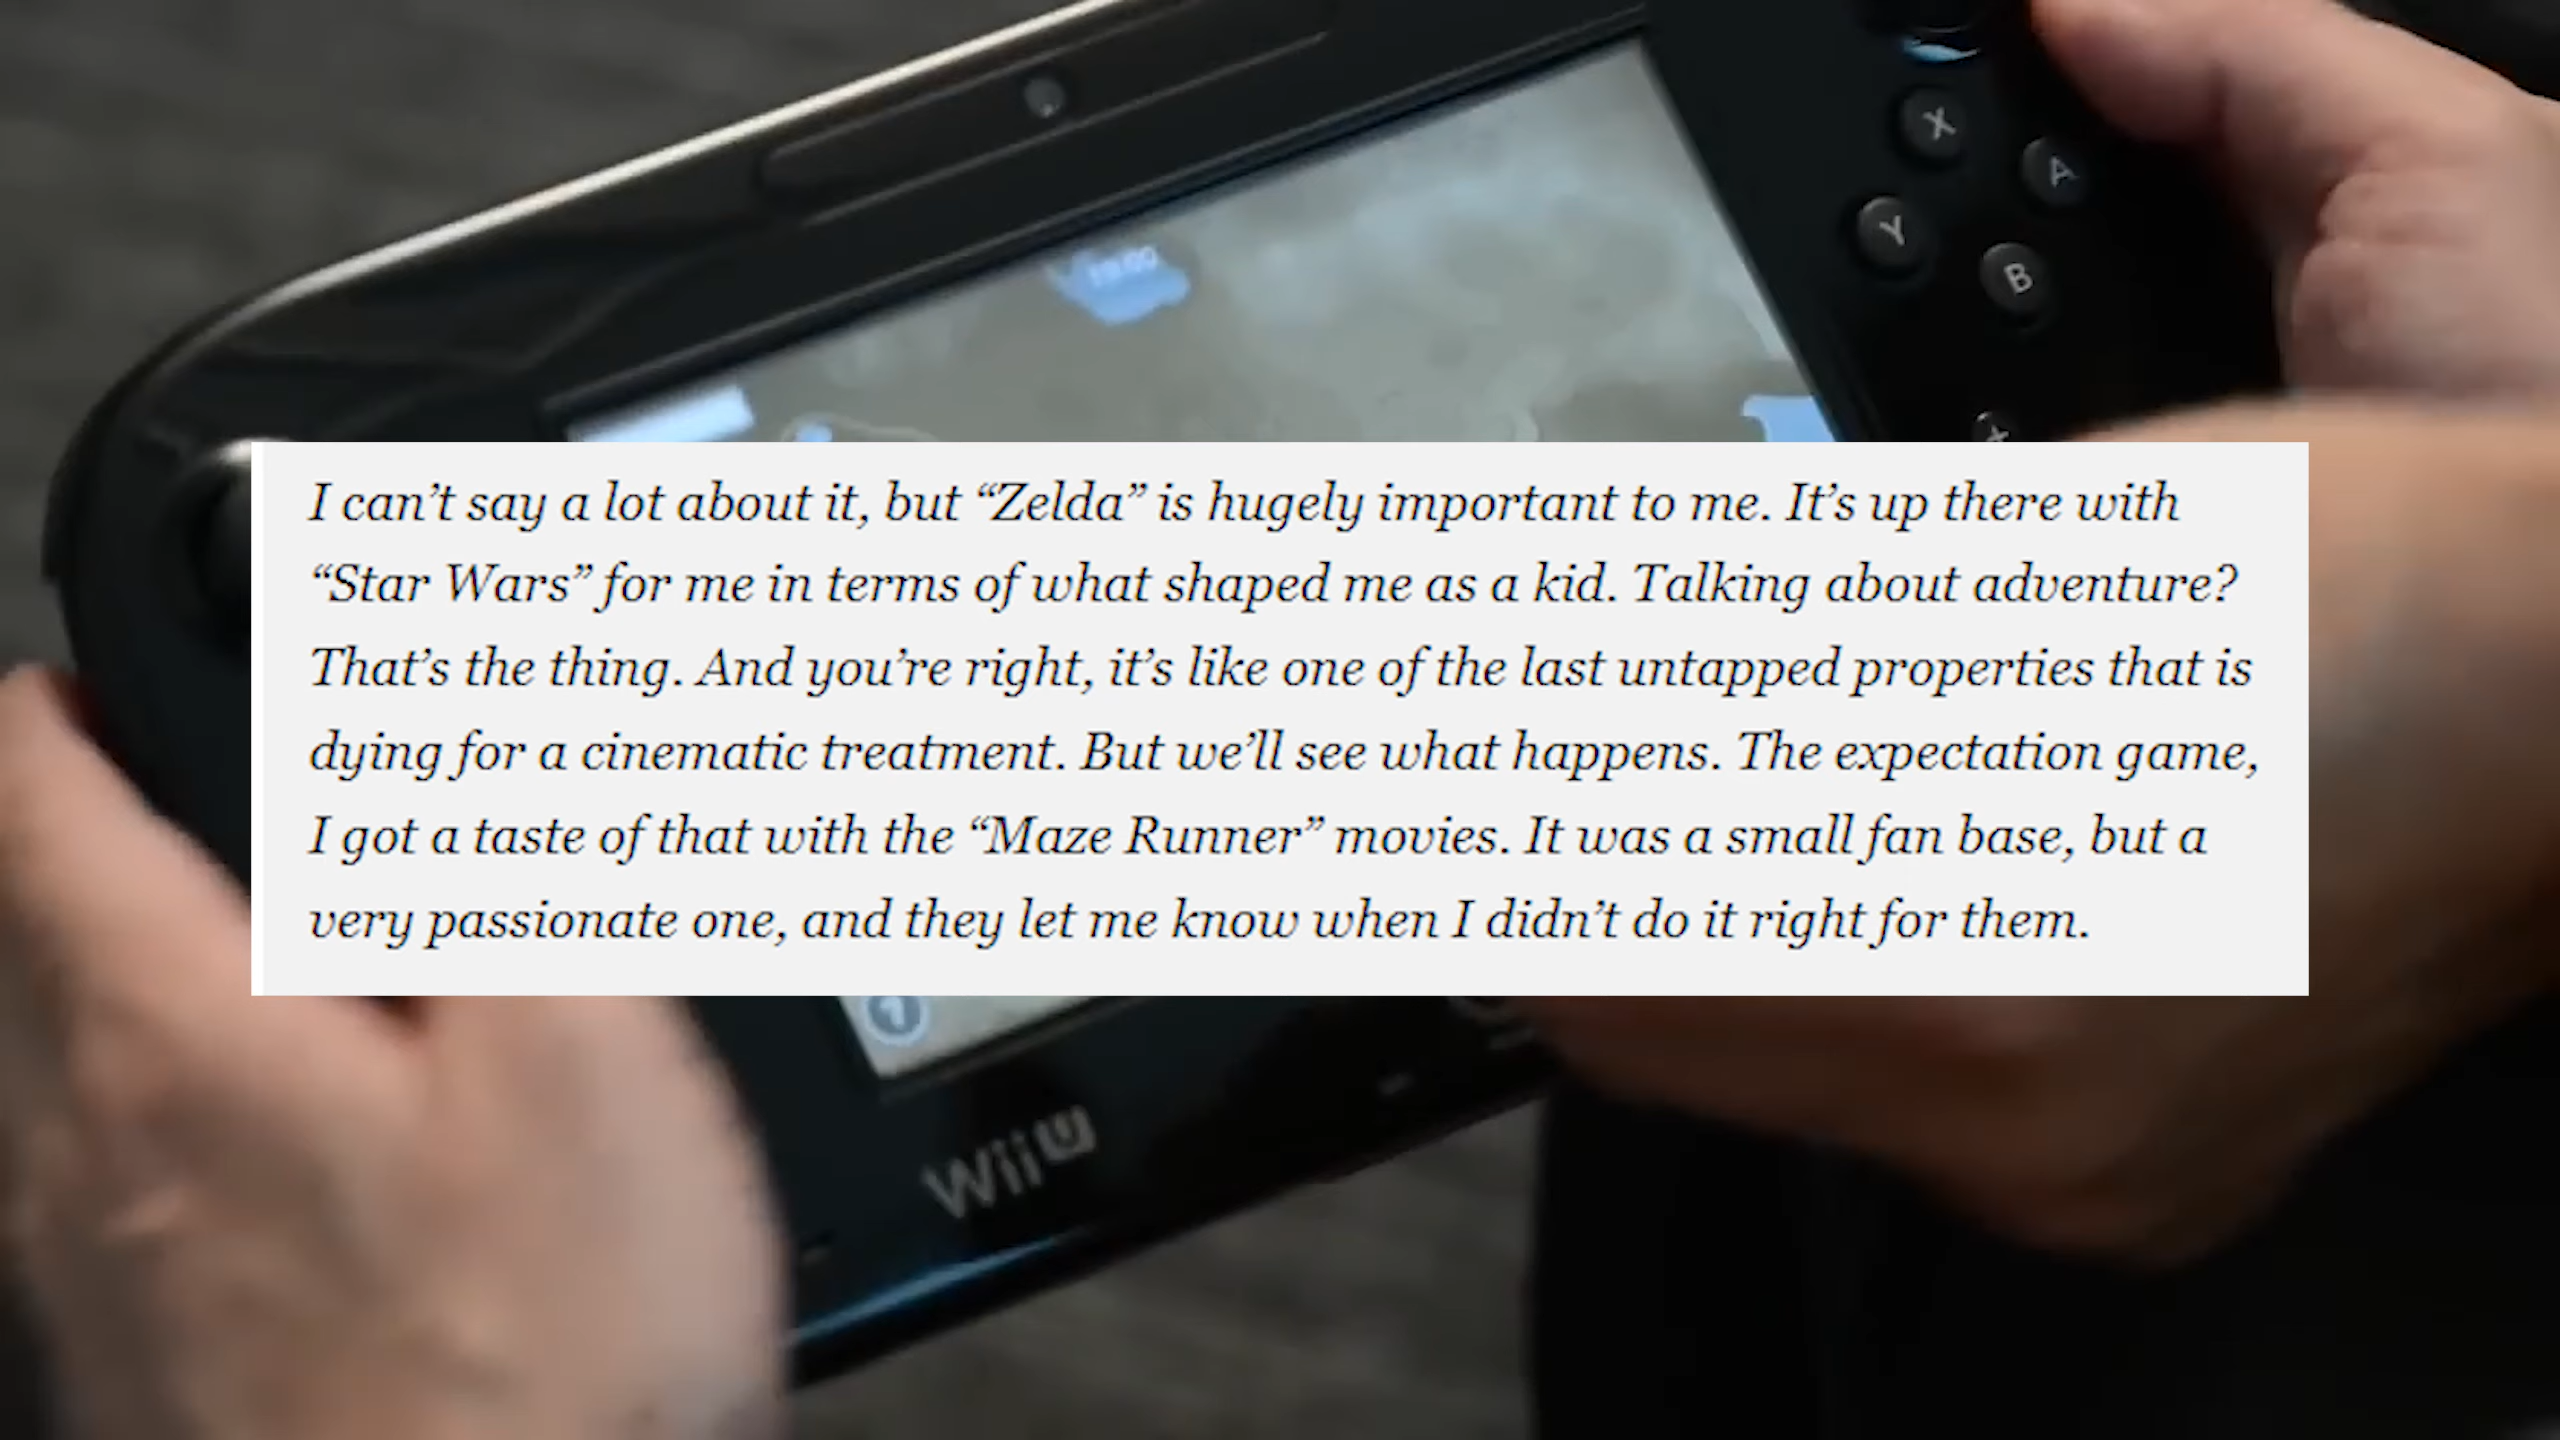 X
A
Y
B
+
I can’t say a lot about it, but “Zelda” is hugely important to me. It’s up there with
“Star Wars” for me in terms of what shaped me as a kid. Talking about adventure?
That’s the thing. And you’re right, it’s like one of the last untapped properties that is
dying for a cinematic treatment. But we’ll see what happens. The expectation game,
I got a taste of that with the “Maze Runner” movies. It was a small fan base, but a
very passionate one, and they let me know when I didn’t do it right for them.
Wii U